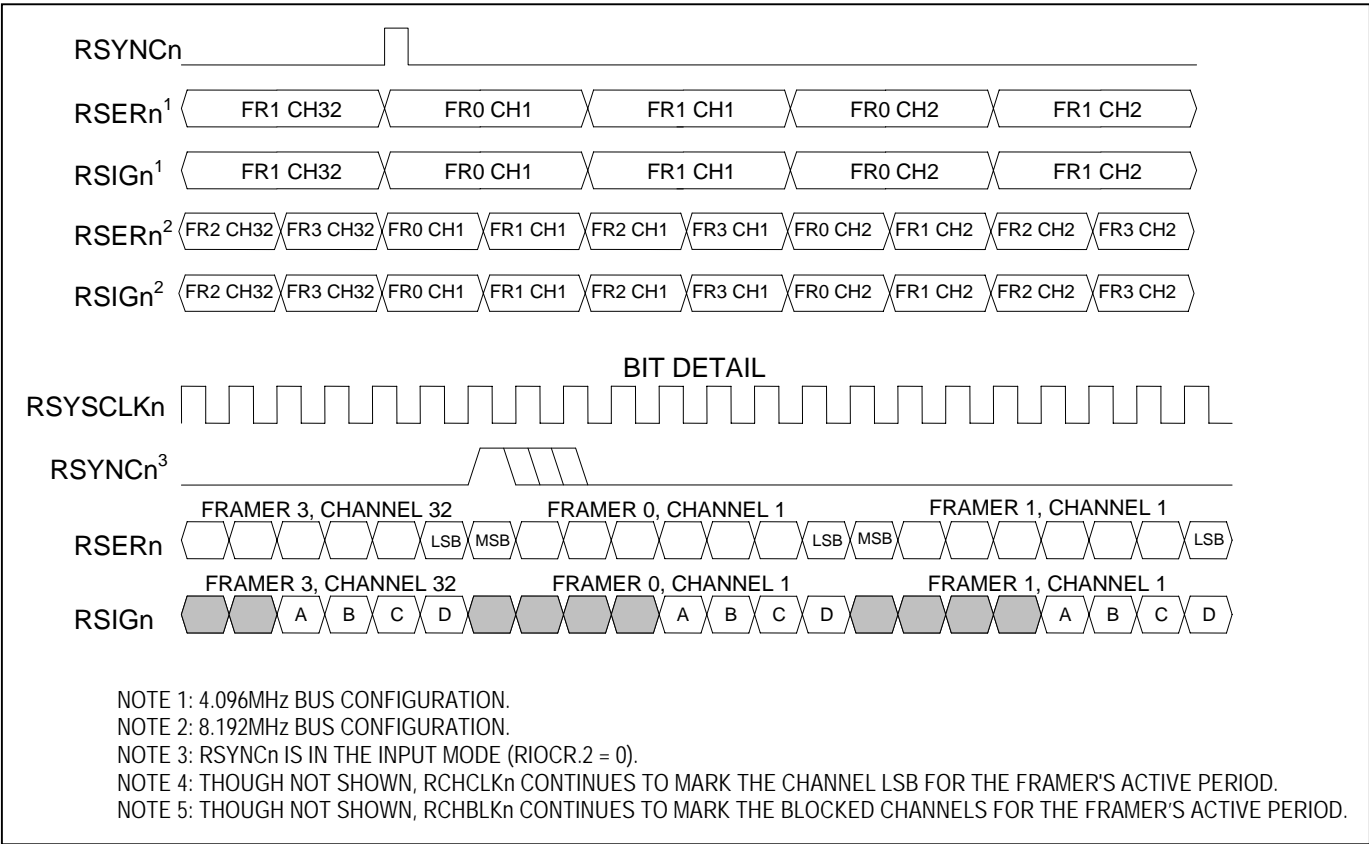 RSYNCn
RSERn1 FR1 CH32 FR0 CH1 FR1 CH1 FR0 CH2 FR1 CH2
RSIGn1 FR1 CH32 FR0 CH1 FR1 CH1 FR0 CH2 FR1 CH2
RSERn2 FR2 CH32 FR3 CH32 FR0 CH1 FR1 CH1 FR2 CH1 FR3 CH1 FR0 CH2 FR1 CH2 FR2 CH2 FR3 CH2
RSIGn2 FR2 CH32 FR3 CH32 FR0 CH1 FR1 CH1 FR2 CH1 FR3 CH1 FR0 CH2 FR1 CH2 FR2 CH2 FR3 CH2
BIT DETAIL
RSYSCLKn
RSYNCn3
FRAMER 3, CHANNEL 32 FRAMER 0, CHANNEL 1 FRAMER 1, CHANNEL 1
RSERn LSB MSB LSB MSB LSB
FRAMER 3, CHANNEL 32 FRAMER 0, CHANNEL 1 FRAMER 1, CHANNEL 1
RSIGn A B C D A B C D A B C D
NOTE 1: 4.096MHz BUS CONFIGURATION.
NOTE 2: 8.192MHz BUS CONFIGURATION.
NOTE 3: RSYNCn IS IN THE INPUT MODE (RIOCR.2 = 0).
NOTE 4: THOUGH NOT SHOWN, RCHCLKn CONTINUES TO MARK THE CHANNEL LSB FOR THE FRAMER'S ACTIVE PERIOD.
NOTE 5: THOUGH NOT SHOWN, RCHBLKn CONTINUES TO MARK THE BLOCKED CHANNELS FOR THE FRAMER’S ACTIVE PERIOD.